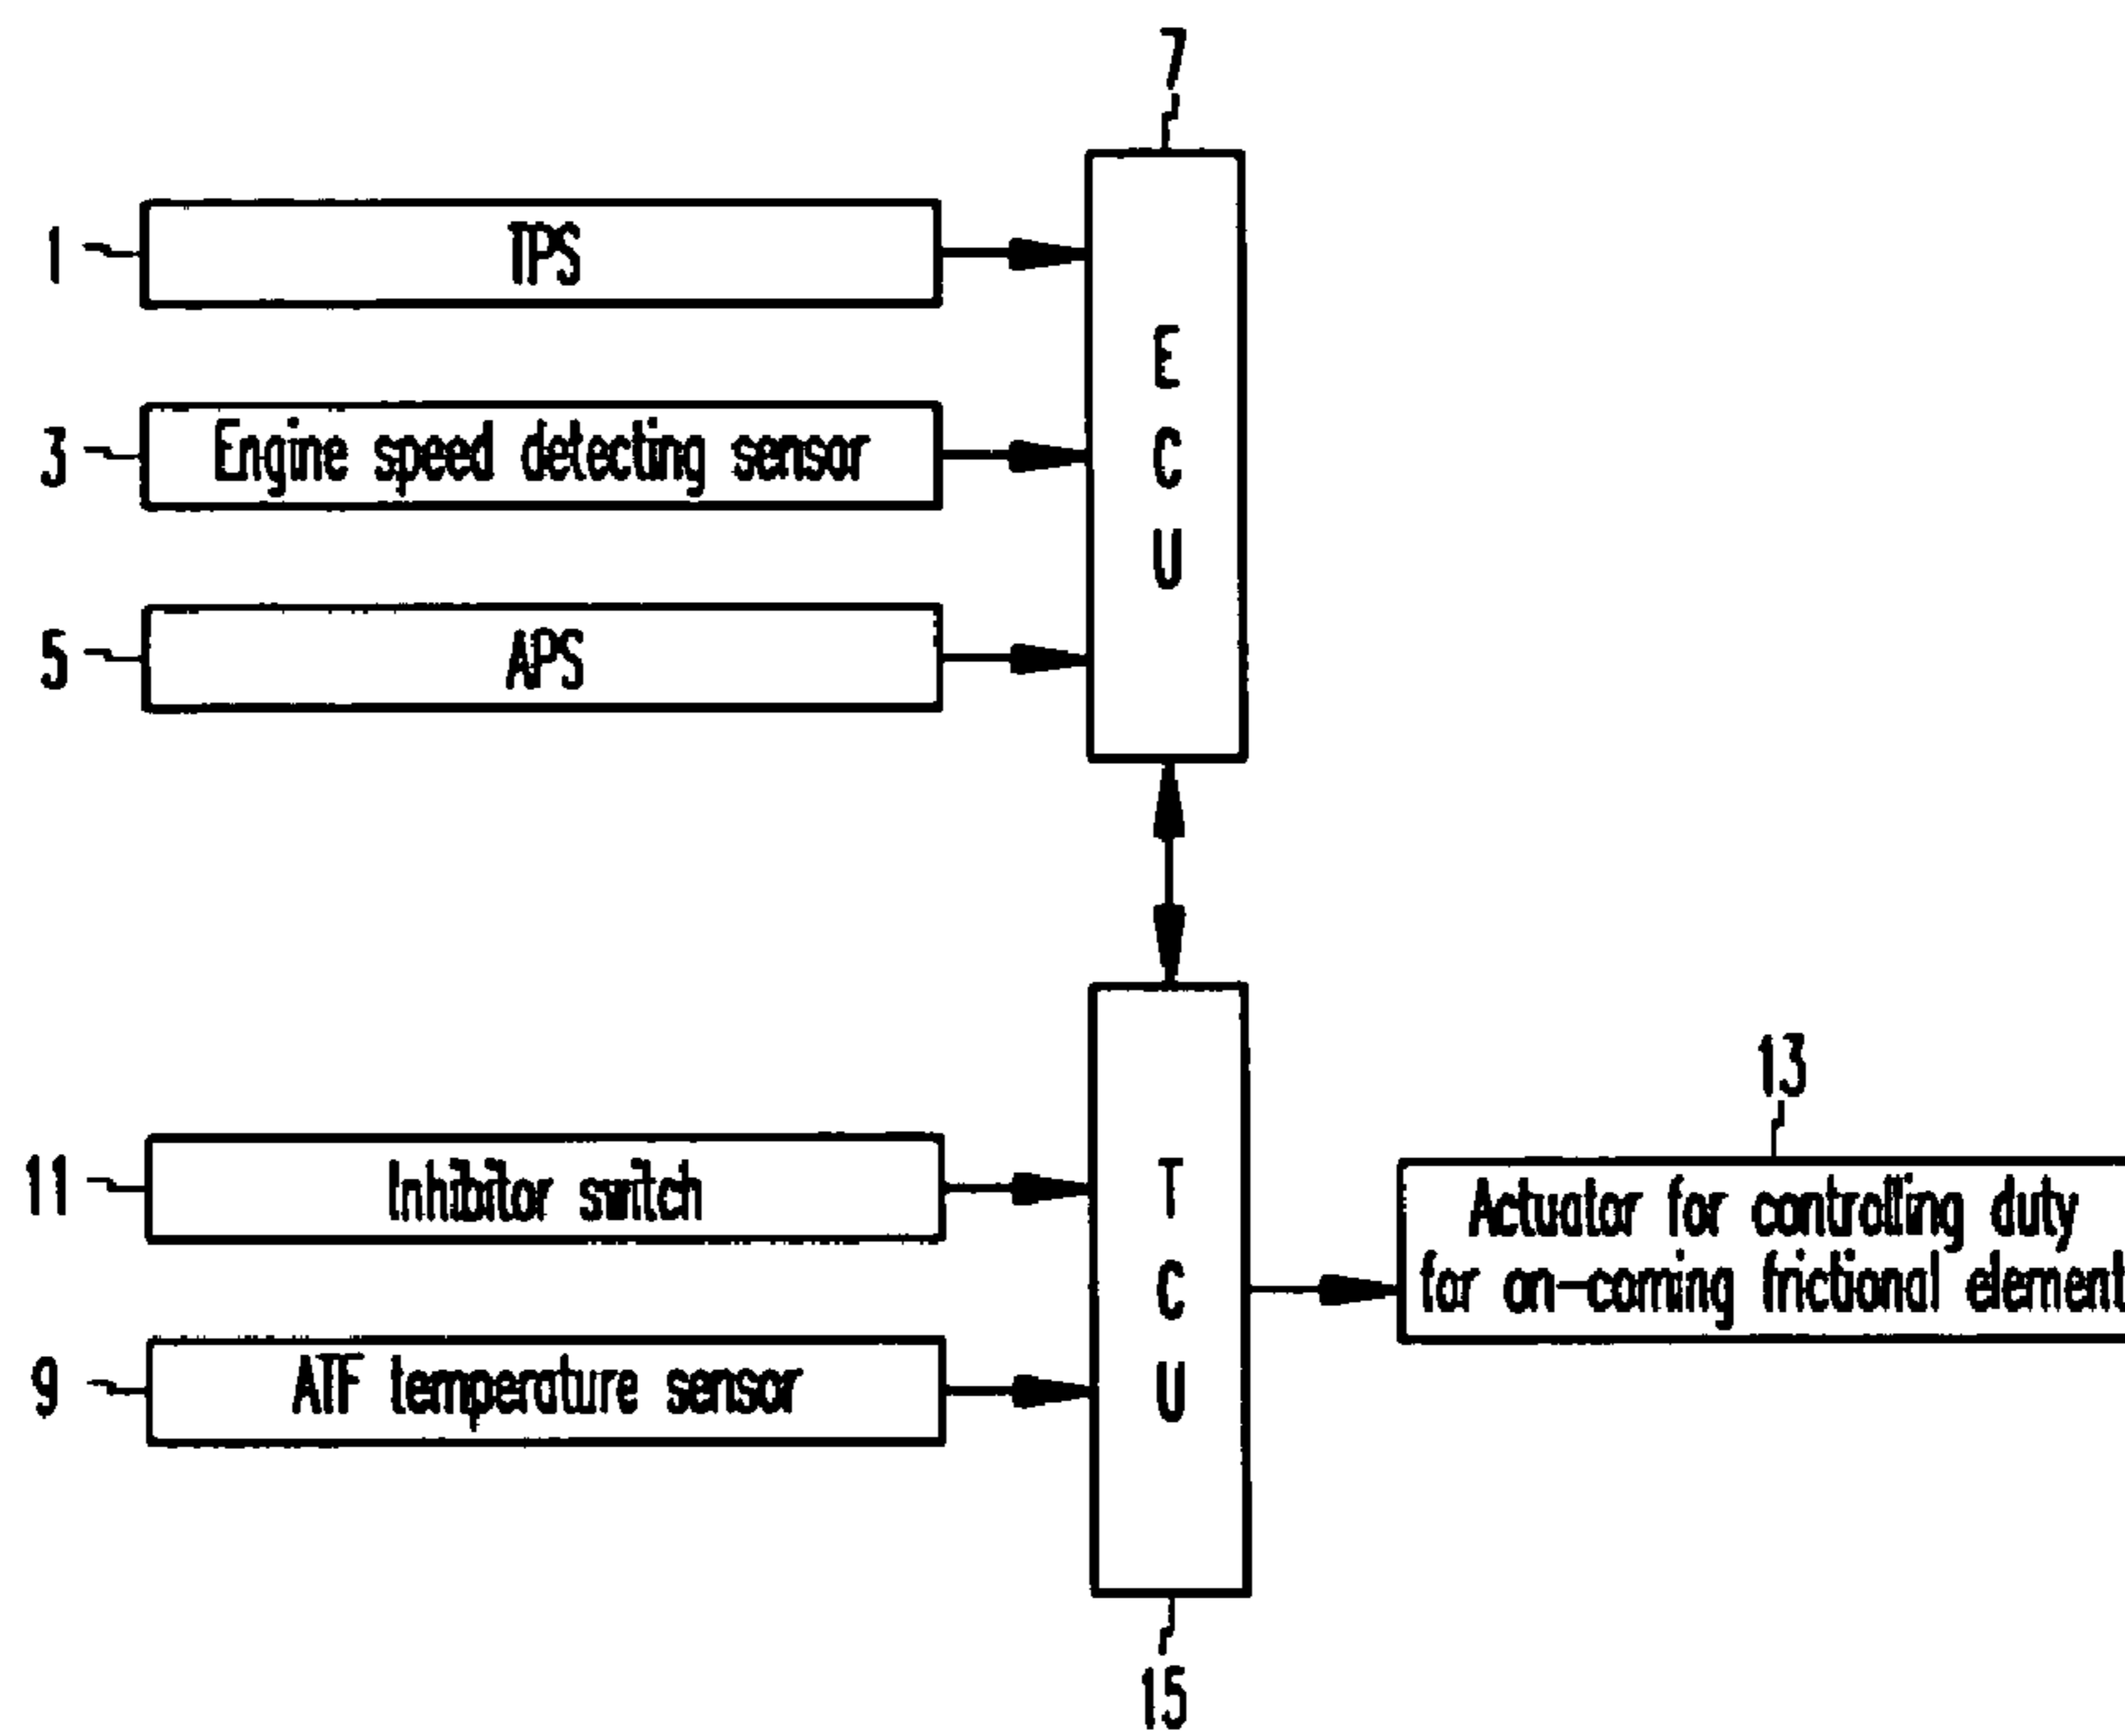 7
1 TPS
3 Engine speed detecting sensor
5 APS
E
C
U
11 Inhibitor switch
9 ATF temperature sensor
T
C
U
15
13
Actuator for controlling duty
for on-coming frictional element